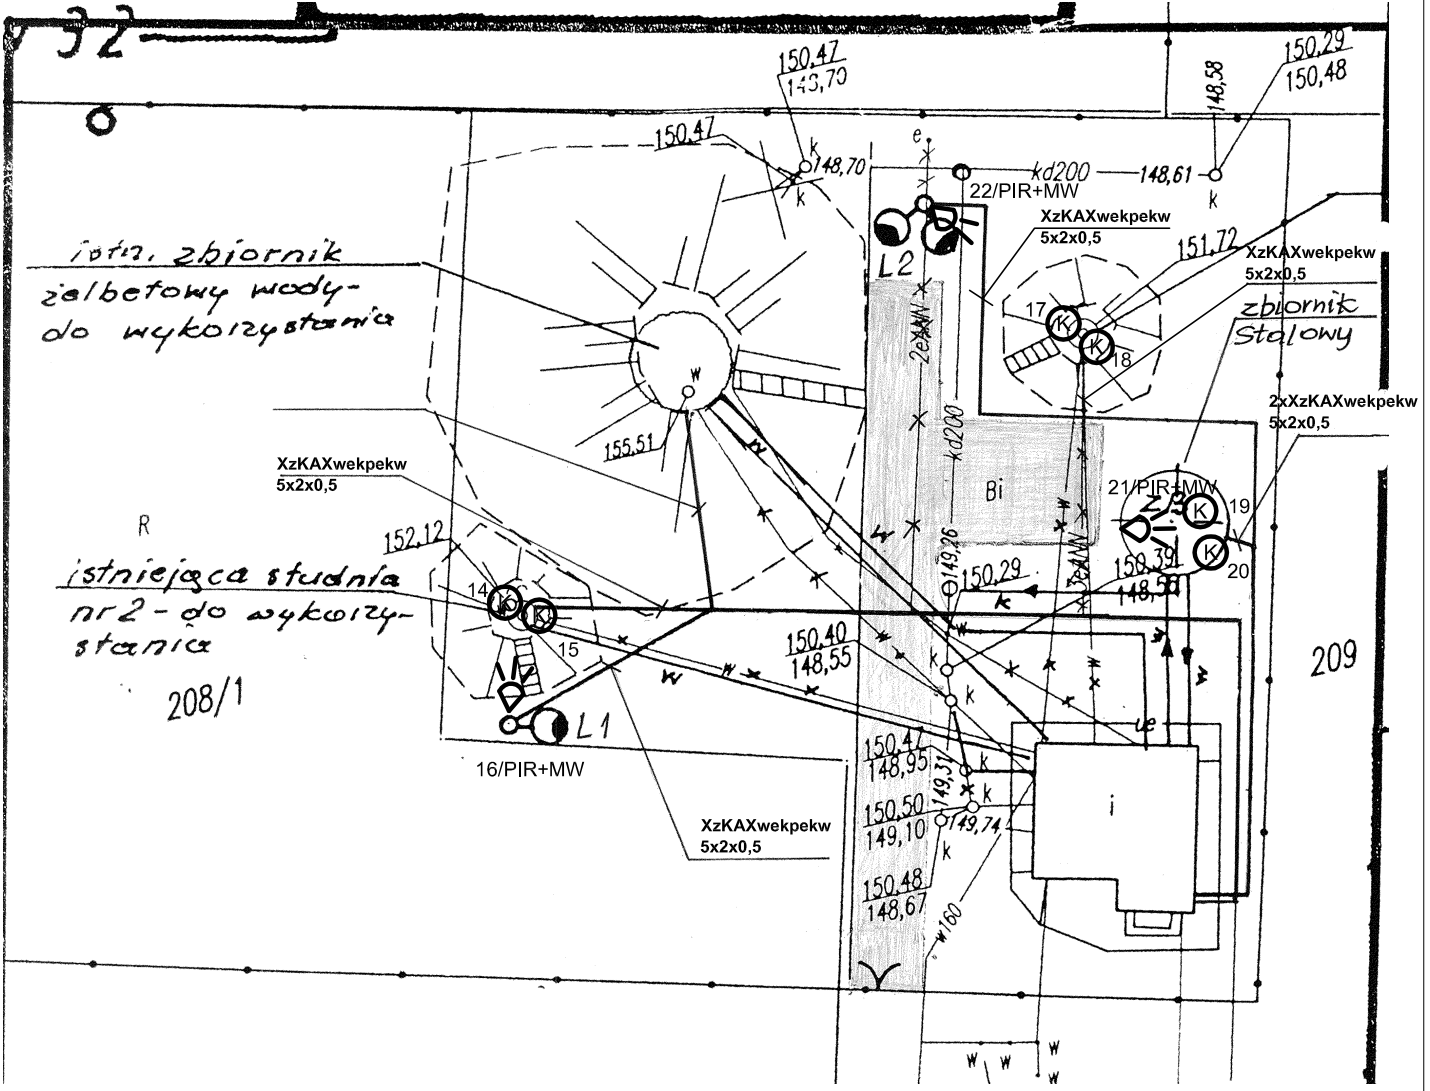 32
150,47
148,70
150,29
150,48
148,58
150,47
k
148,70
k
e
kd200
148,61
k
22/PIR+MW
XzKAXwekpekw
5x2x0,5
151,72
XzKAXwekpekw
5x2x0,5
L2
istn. zbiornik
żelbetowy wody-
do wykorzystania
zbiornik
Stalowy
17
K
K
18
2eANN
w
155,51
w
kd200
2xXzKAXwekpekw
5x2x0,5
XzKAXwekpekw
5x2x0,5
Bi
21/PIR+MW
K
19
K
20
R
152,12
149,26
150,29
150,39
148,58
k
3eANN
istniejąca studnia
nr 2 - do wykorzy-
stania
14
K
K
15
w
w
w
w
w
w
150,40
148,55
k
k
209
208/1
L1
16/PIR+MW
ue
150,47
148,95
149,31
k
k
i
150,50
149,10
149,74
k
XzKAXwekpekw
5x2x0,5
150,48
148,67
w160
w
w
w
w